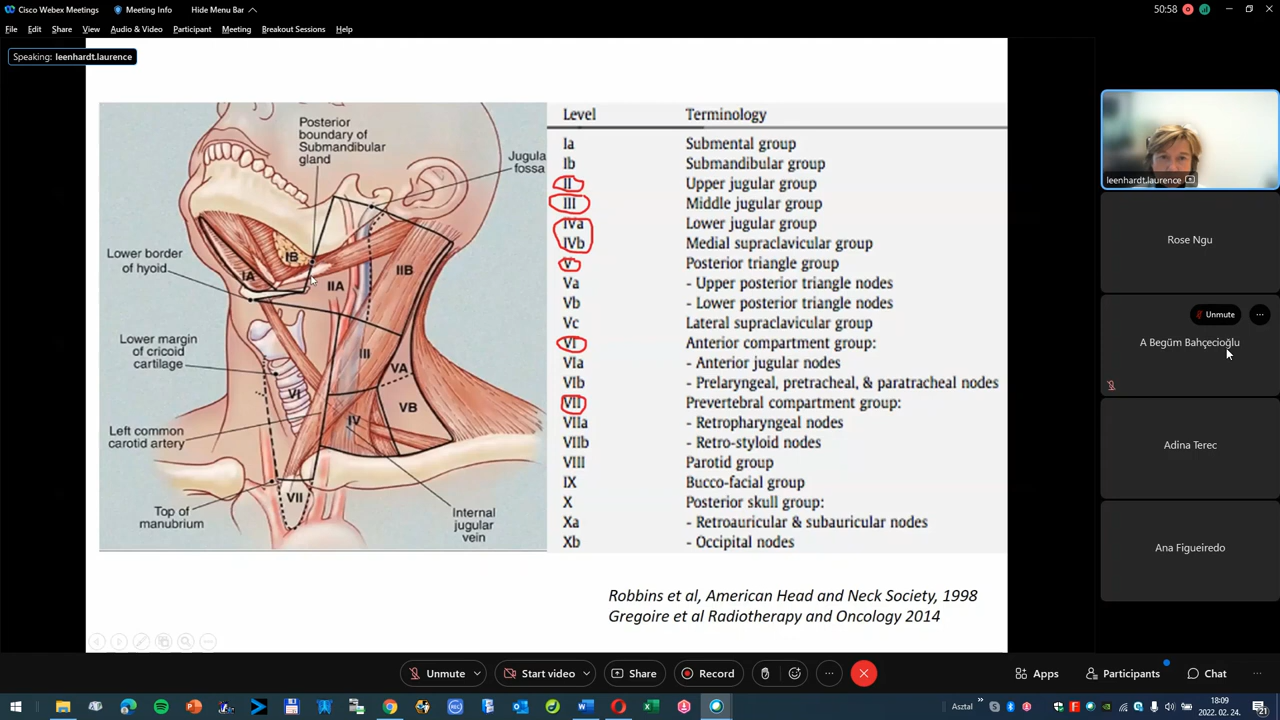 Cisco Webex Meetings
Meeting Info
Hide Menu Bar
50:58
File Edit Share View Audio & Video Participant Meeting Breakout Sessions Help
Speaking: leenhardt.laurence
Posterior
boundary of
Submandibular
gland
Jugula
fossa
Lower border
of hyoid
IB
IA
IIA
IIB
Lower margin
of cricoid
cartilage
III
VA
VI
VB
IV
Left common
carotid artery
VII
Top of
manubrium
Internal
jugular
vein
Level Terminology
Ia Submental group
Ib Submandibular group
II Upper jugular group
III Middle jugular group
IVa Lower jugular group
IVb Medial supraclavicular group
V Posterior triangle group
Va - Upper posterior triangle nodes
Vb - Lower posterior triangle nodes
Vc Lateral supraclavicular group
VI Anterior compartment group:
VIa - Anterior jugular nodes
VIb - Prelaryngeal, pretracheal, & paratracheal nodes
VII Prevertebral compartment group:
VIIa - Retropharyngeal nodes
VIIb - Retro-styloid nodes
VIII Parotid group
IX Bucco-facial group
X Posterior skull group:
Xa - Retroauricular & subauricular nodes
Xb - Occipital nodes
Robbins et al, American Head and Neck Society, 1998
Gregoire et al Radiotherapy and Oncology 2014
leenhardt.laurence
Rose Ngu
Unmute
A Begüm Bahçecioğlu
Adina Terec
Ana Figueiredo
Unmute
Start video
Share
Record
Apps
Participants
Chat
Asztal
18:09
2022. 02. 24.